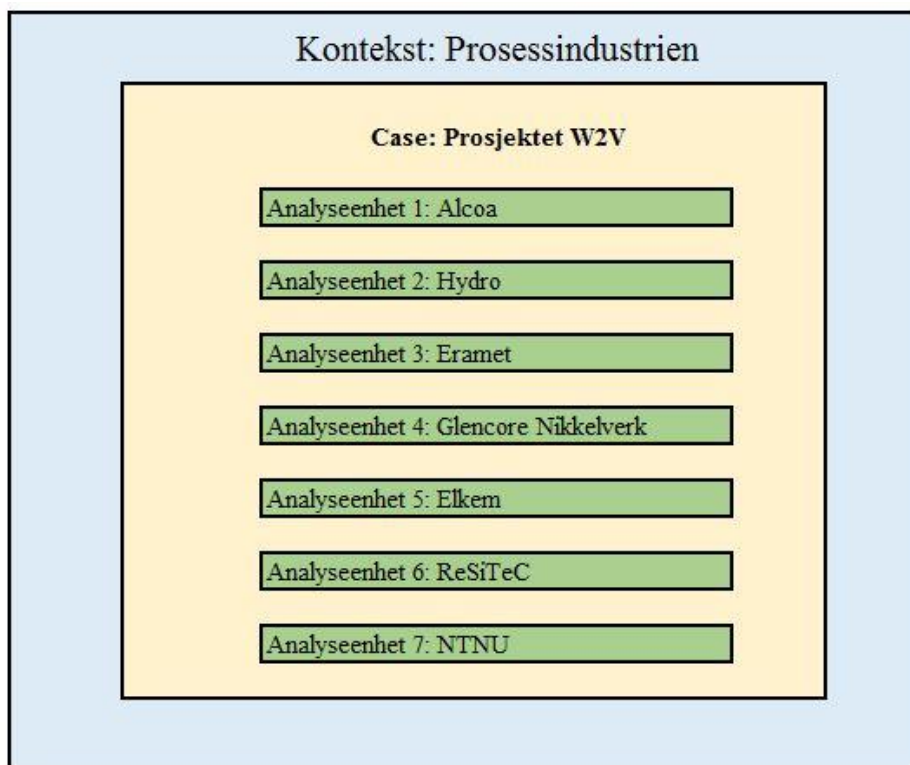 Kontekst: Prosessindustrien
Case: Prosjektet W2V
Analyseenhet 1: Alcoa
Analyseenhet 2: Hydro
Analyseenhet 3: Eramet
Analyseenhet 4: Glencore Nikkelverk
Analyseenhet 5: Elkem
Analyseenhet 6: ReSiTeC
Analyseenhet 7: NTNU